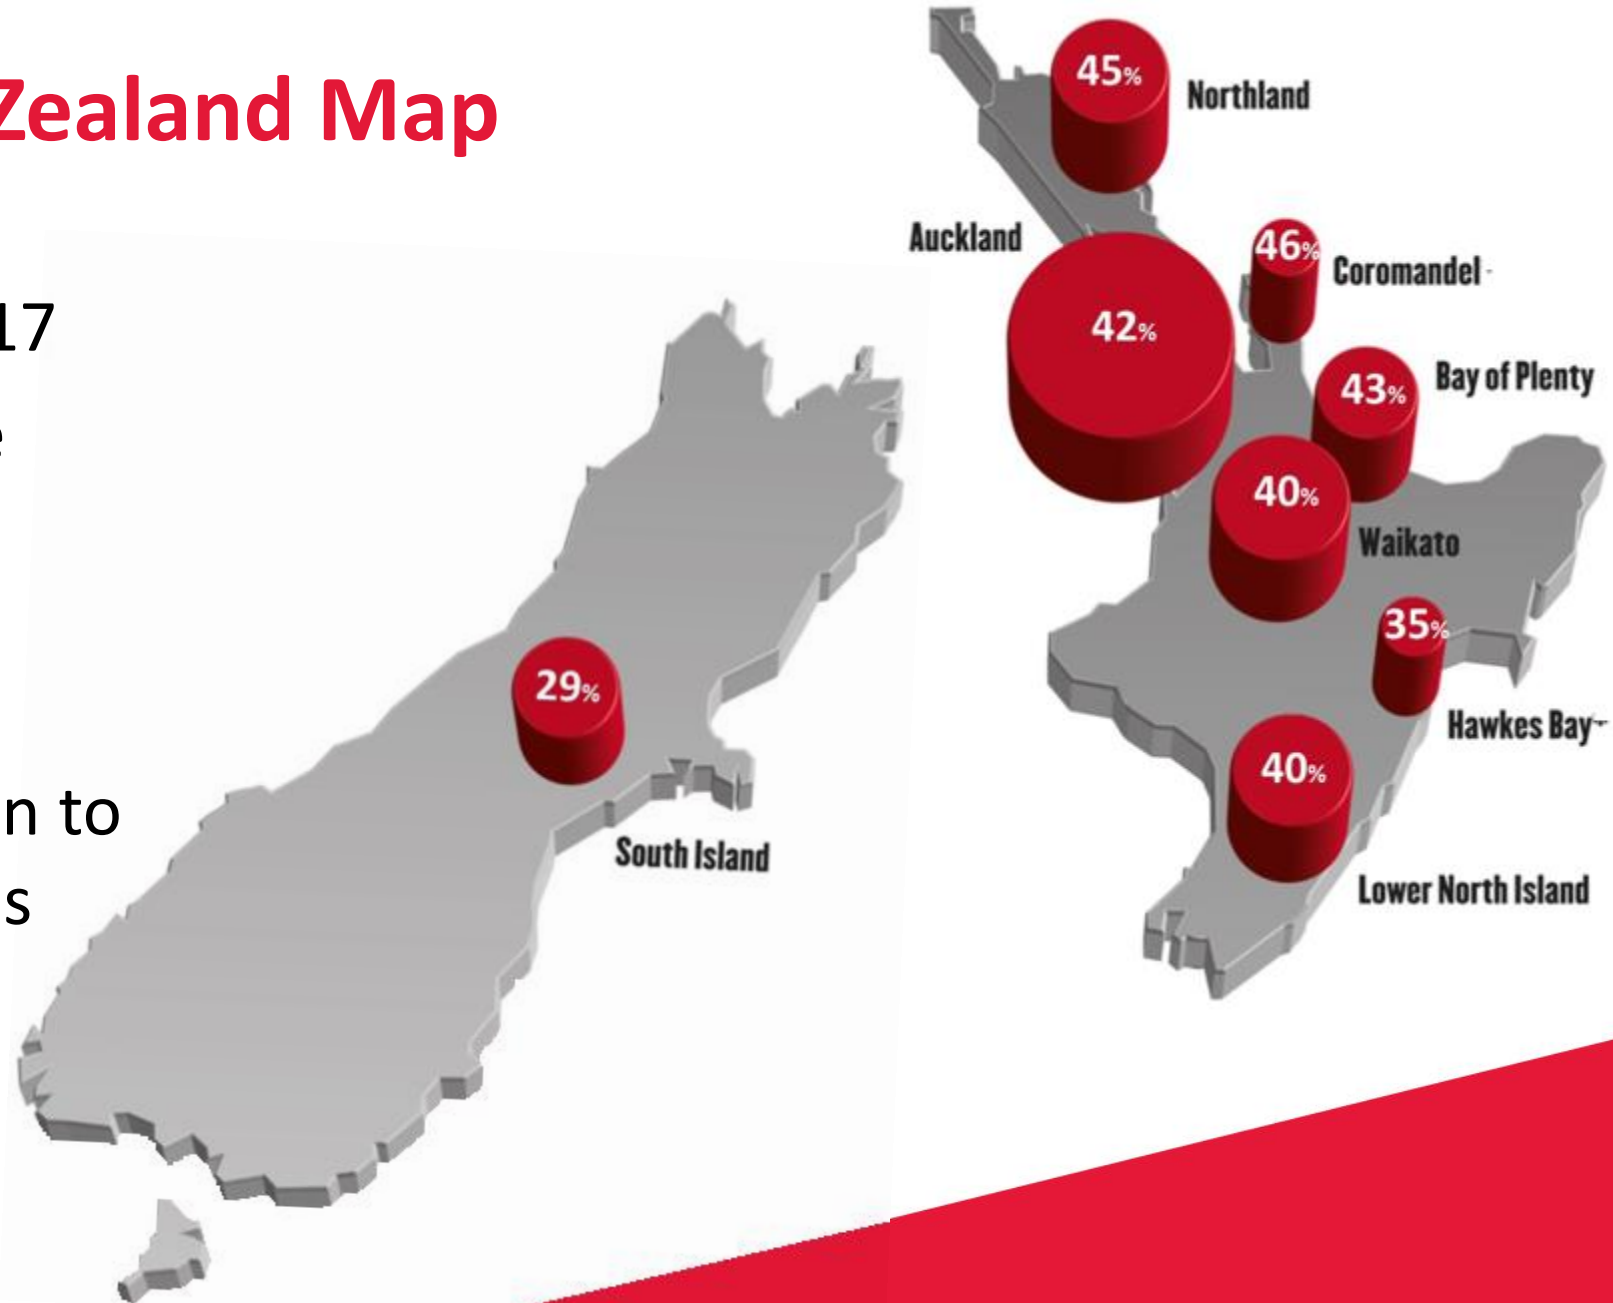 Zealand Map
17
e
n to
s
45%
Northland
Auckland
42%
46%
Coromandel
43%
Bay of Plenty
40%
Waikato
35%
Hawkes Bay
29%
South Island
40%
Lower North Island